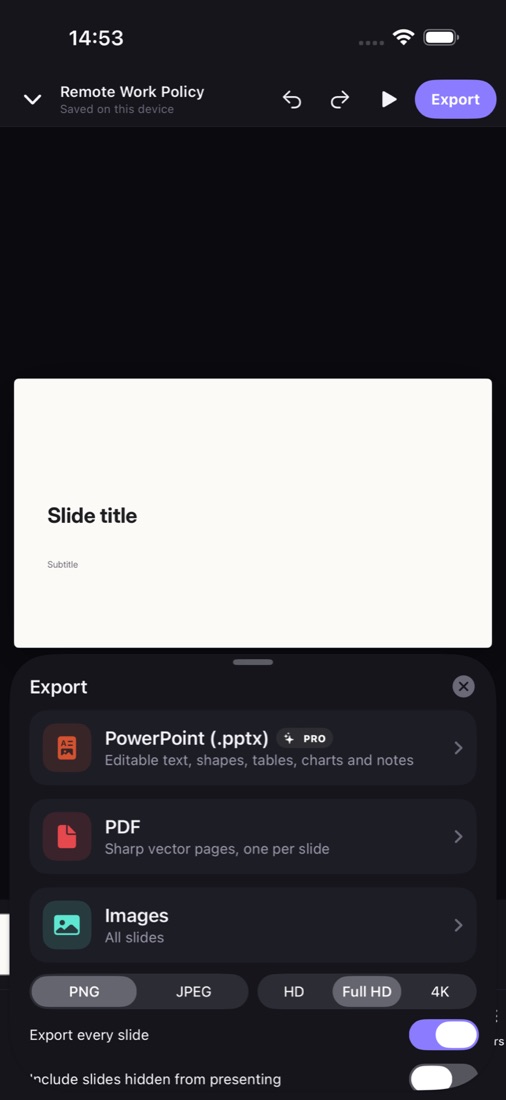 14:53
Remote Work Policy
Saved on this device
Export
Slide title
Subtitle
Export
PowerPoint (.pptx) PRO
Editable text, shapes, tables, charts and notes
PDF
Sharp vector pages, one per slide
Images
All slides
PNG JPEG HD Full HD 4K
Export every slide
Include slides hidden from presenting